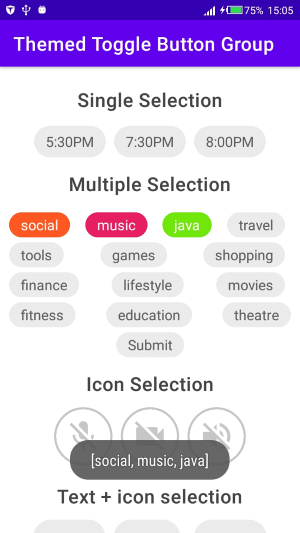 75% 15:05
Themed Toggle Button Group
Single Selection
5:30PM 7:30PM 8:00PM
Multiple Selection
social music java travel
tools games shopping
finance lifestyle movies
fitness education theatre
Submit
Icon Selection
[social, music, java]
Text + icon selection